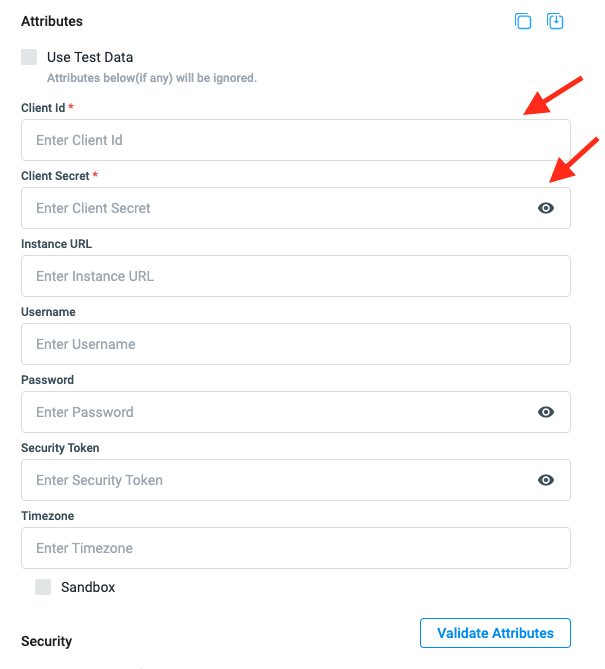 Attributes
Use Test Data
Attributes below(if any) will be ignored.
Client Id *
Enter Client Id
Client Secret *
Enter Client Secret
Instance URL
Enter Instance URL
Username
Enter Username
Password
Enter Password
Security Token
Enter Security Token
Timezone
Enter Timezone
Sandbox
Validate Attributes
Security